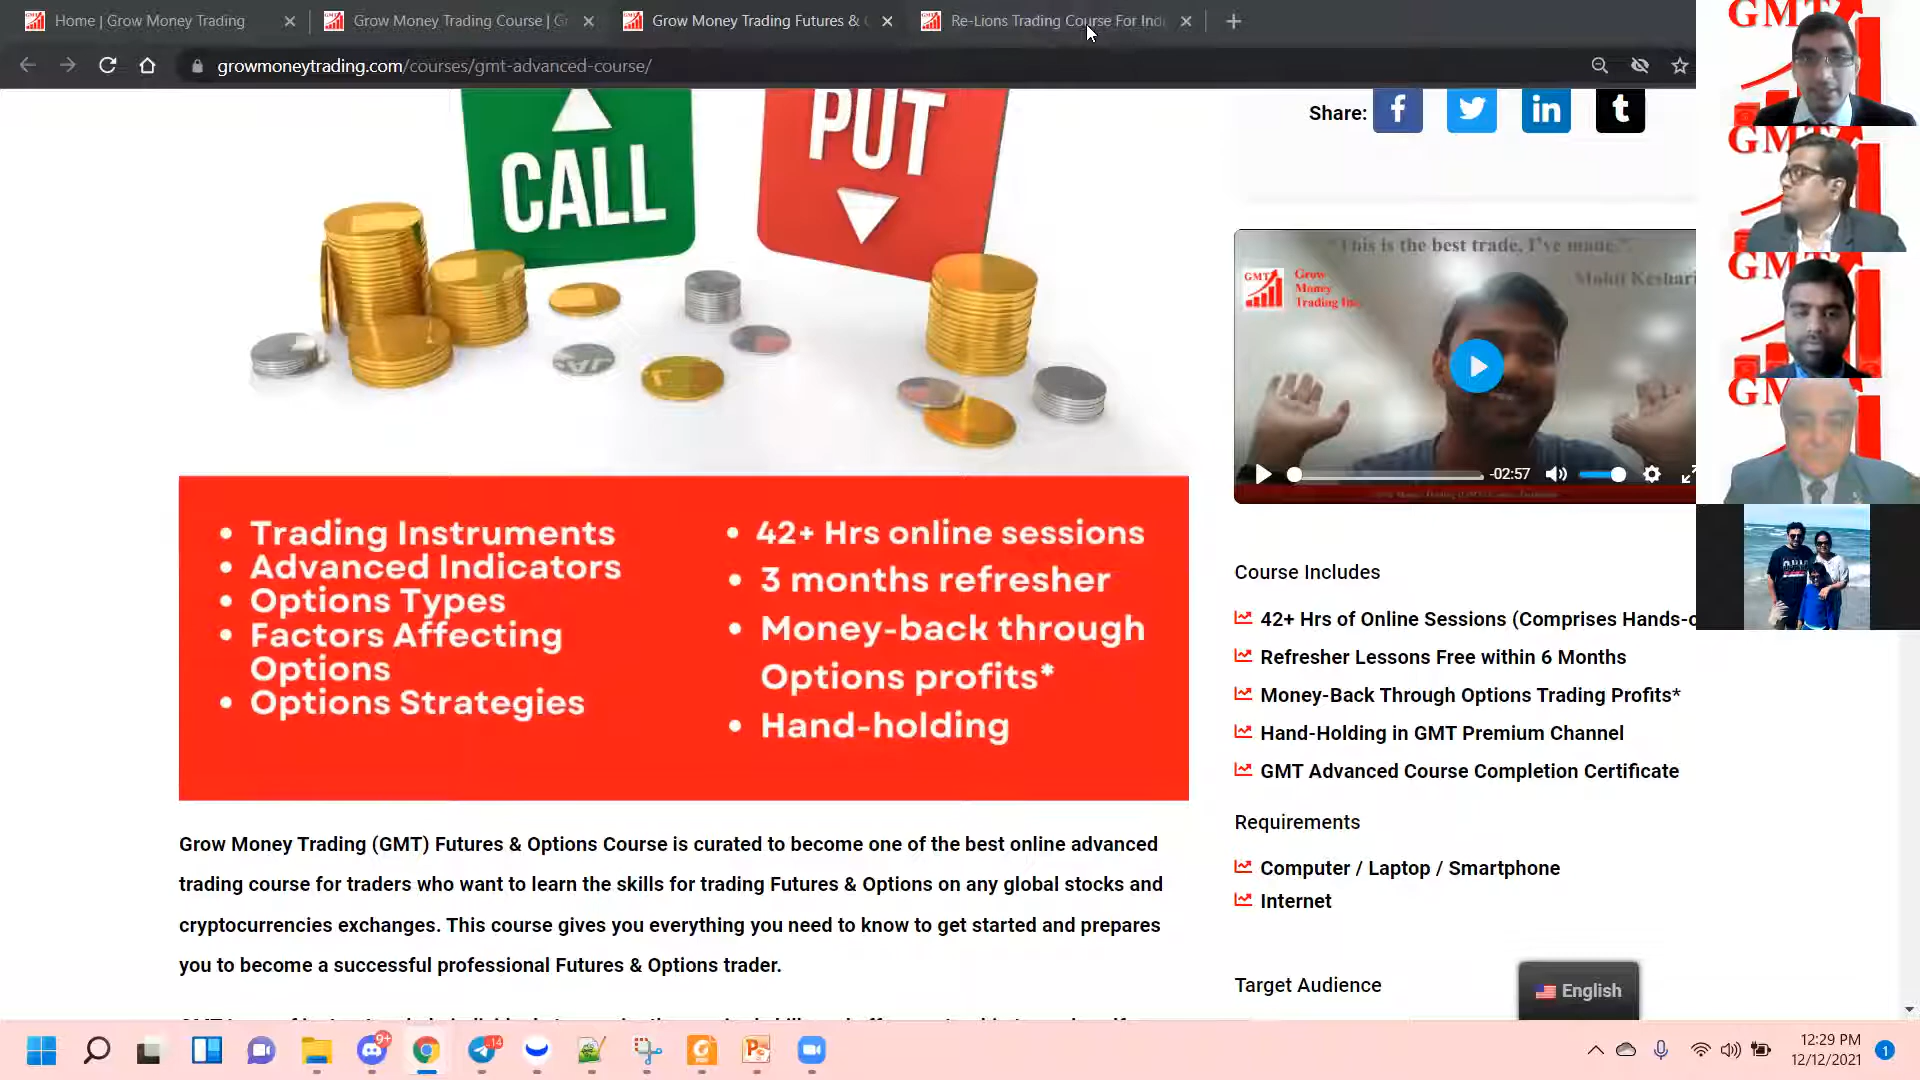 Home | Grow Money Trading
Grow Money Trading Course | G
Grow Money Trading Futures &
Re-Lions Trading Course For Ind
growmoneytrading.com/courses/gmt-advanced-course/
CALL
PUT
Share:
"This is the best trade, I've made."
Mohit Keshari
GMT
Grow
Money
Trading Inc.
-02:57
Trading Instruments
Advanced Indicators
Options Types
Factors Affecting
Options
Options Strategies
42+ Hrs online sessions
3 months refresher
Money-back through
Options profits*
Hand-holding
Course Includes
42+ Hrs of Online Sessions (Comprises Hands-o
Refresher Lessons Free within 6 Months
Money-Back Through Options Trading Profits*
Hand-Holding in GMT Premium Channel
GMT Advanced Course Completion Certificate
Requirements
Computer / Laptop / Smartphone
Internet
Target Audience
English
Grow Money Trading (GMT) Futures & Options Course is curated to become one of the best online advanced
trading course for traders who want to learn the skills for trading Futures & Options on any global stocks and
cryptocurrencies exchanges. This course gives you everything you need to know to get started and prepares
you to become a successful professional Futures & Options trader.
GMT
GMT
GMT
GMT
9+
14
12:29 PM
12/12/2021
1